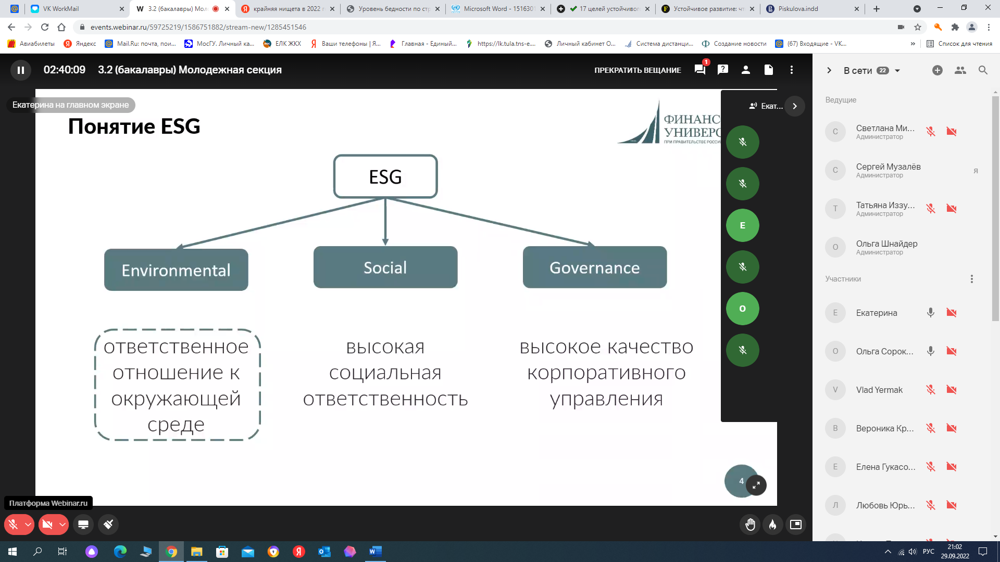 VK WorkMail
3.2 (бакалавры) Мол
крайняя нищета в 2022 г
Уровень бедности по стр
Microsoft Word - 1516301
17 целей устойчивог
Устойчивое развитие: чт
Piskulova.indd
events.webinar.ru/59725219/1586751882/stream-new/1285451546
Авиабилеты
Яндекс
Mail.Ru: почта, пои...
МосГУ. Личный ка...
ЕЛК ЖКХ
Ваши телефоны | Я...
Главная - Единый...
https://lk.tula.tns-e....
Личный кабинет О...
Система дистанци...
Создание новости
(67) Входящие - VK...
»
Список для чтения
02:40:09
3.2 (бакалавры) Молодежная секция
ПРЕКРАТИТЬ ВЕЩАНИЕ
1
Екатерина на главном экране
Понятие ESG
ФИНАНС
УНИВЕРС
ПРИ ПРАВИТЕЛЬСТВЕ РОССИ
ESG
Environmental
Social
Governance
ответственное
отношение к
окружающей
среде
высокая
социальная
ответственность
высокое качество
корпоративного
управления
4
Екат...
E
O
Платформа Webinar.ru
В сети 22
Ведущие
С
Светлана Ми...
Администратор
С
Сергей Музалёв
Администратор
Я
Т
Татьяна Иззу...
Администратор
О
Ольга Шнайдер
Администратор
Участники
Е
Екатерина
О
Ольга Сорок...
V
Vlad Yermak
В
Вероника Кр...
Е
Елена Гукасо...
Л
Любовь Юрь...
РУС
21:02
29.09.2022